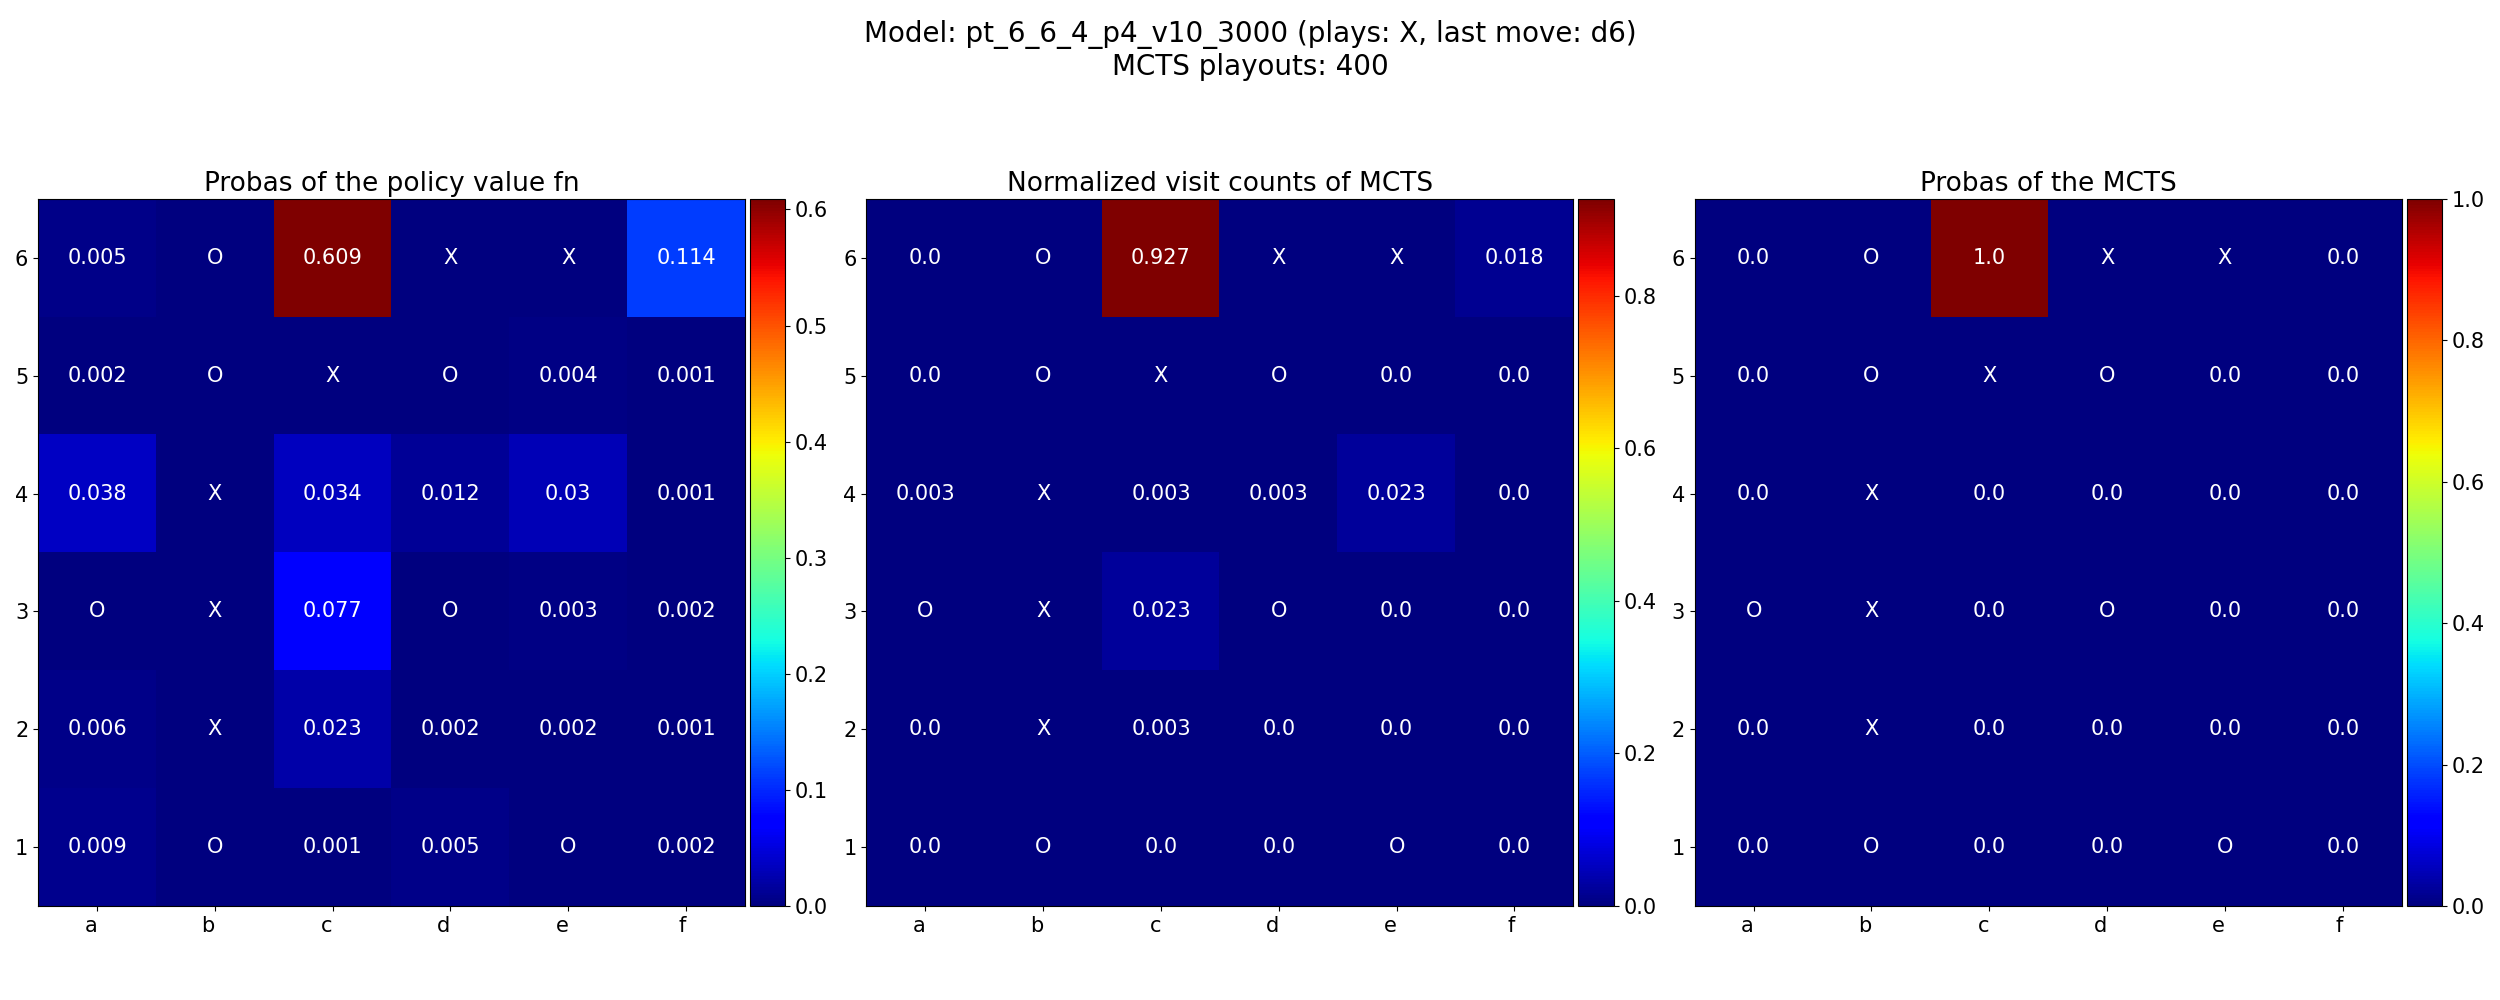 Model: pt_6_6_4_p4_v10_3000 (plays: X, last move: d6)
MCTS playouts: 400
Probas of the policy value fn
6 0.005 O 0.609 X X 0.114
5 0.002 O X O 0.004 0.001
4 0.038 X 0.034 0.012 0.03 0.001
3 O X 0.077 O 0.003 0.002
2 0.006 X 0.023 0.002 0.002 0.001
1 0.009 O 0.001 0.005 O 0.002
a b c d e f
0.6
0.5
0.4
0.3
0.2
0.1
0.0
Normalized visit counts of MCTS
6 0.0 O 0.927 X X 0.018
5 0.0 O X O 0.0 0.0
4 0.003 X 0.003 0.003 0.023 0.0
3 O X 0.023 O 0.0 0.0
2 0.0 X 0.003 0.0 0.0 0.0
1 0.0 O 0.0 0.0 O 0.0
a b c d e f
0.8
0.6
0.4
0.2
0.0
Probas of the MCTS
6 0.0 O 1.0 X X 0.0
5 0.0 O X O 0.0 0.0
4 0.0 X 0.0 0.0 0.0 0.0
3 O X 0.0 O 0.0 0.0
2 0.0 X 0.0 0.0 0.0 0.0
1 0.0 O 0.0 0.0 O 0.0
a b c d e f
1.0
0.8
0.6
0.4
0.2
0.0